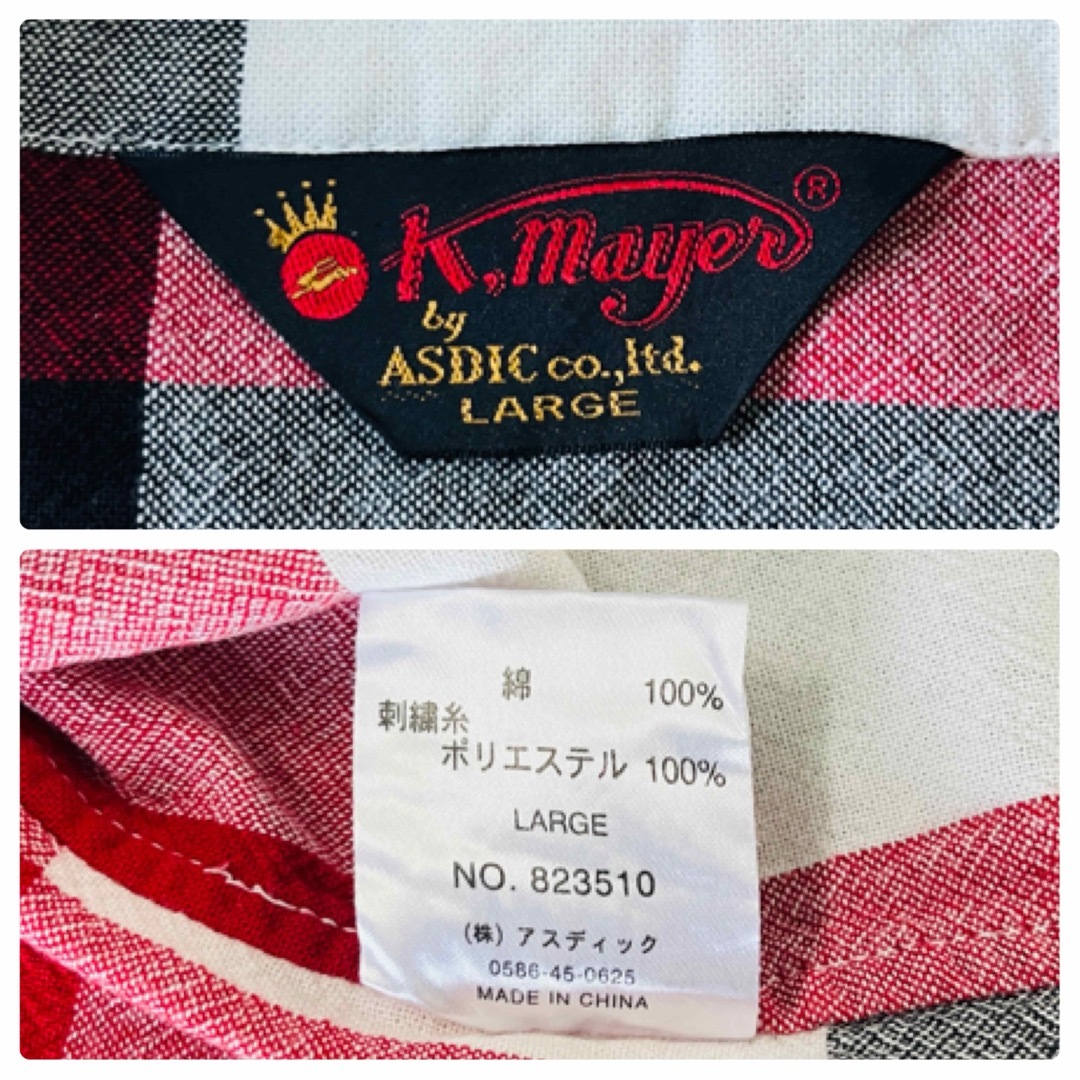 K.Mayer ®
by
ASDIC co.,ltd.
LARGE
綿 100%
刺繍糸
ポリエステル 100%
LARGE
NO. 823510
(株) アスディック
0586-45-0625
MADE IN CHINA